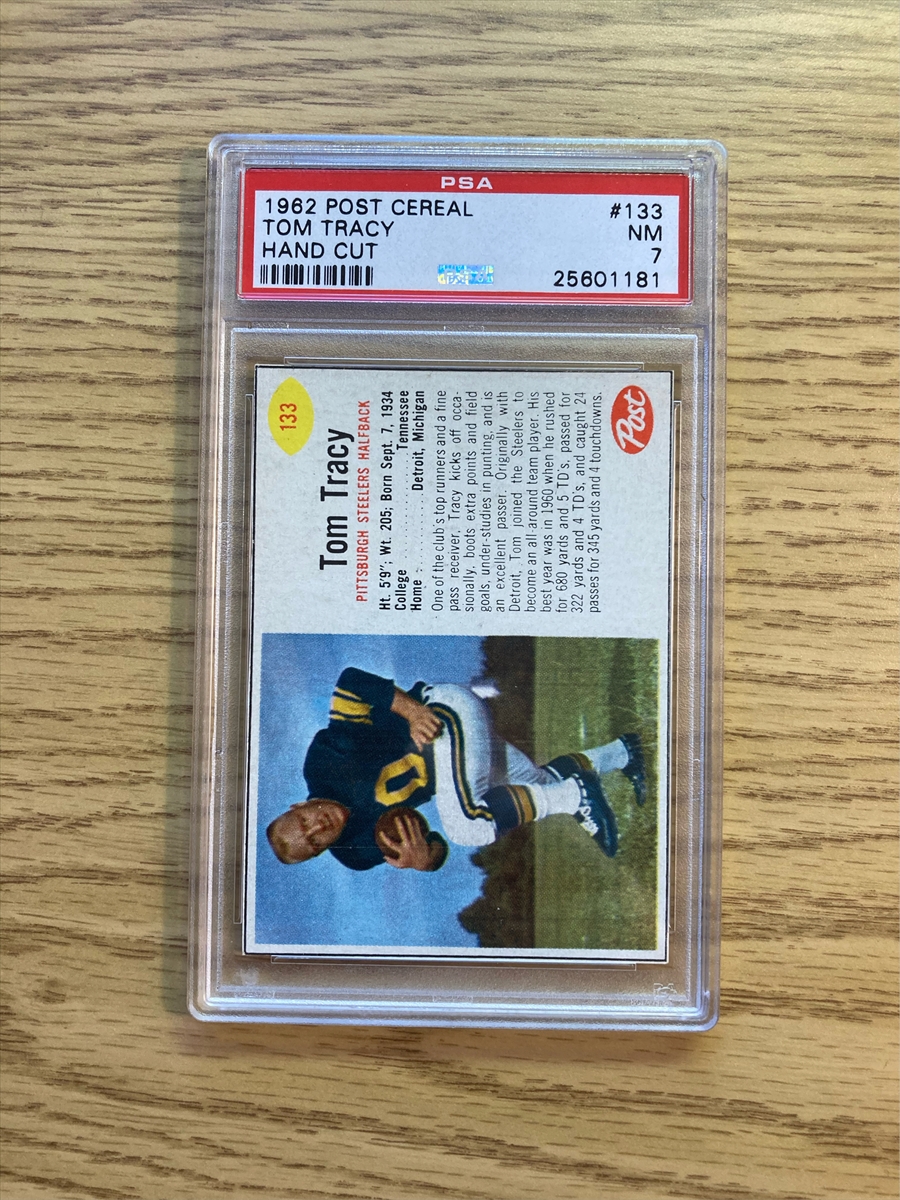 PSA
1962 POST CEREAL #133
TOM TRACY NM
HAND CUT 7
25601181
133
Tom Tracy
PITTSBURGH STEELERS HALFBACK
Ht. 5'9"; Wt. 205; Born Sept. 7, 1934
College . . . . . . . . . . . . . . . Tennessee
Home . . . . . . . . . . Detroit, Michigan
One of the club's top runners and a fine
pass receiver, Tracy kicks off occa-
sionally, boots extra points and field
goals, under-studies in punting, and is
an excellent passer. Originally with
Detroit, Tom joined the Steelers to
become an all around team player. His
best year was in 1960 when he rushed
for 680 yards and 5 TD's, passed for
322 yards and 4 TD's, and caught 24
passes for 345 yards and 4 touchdowns.
Post
0